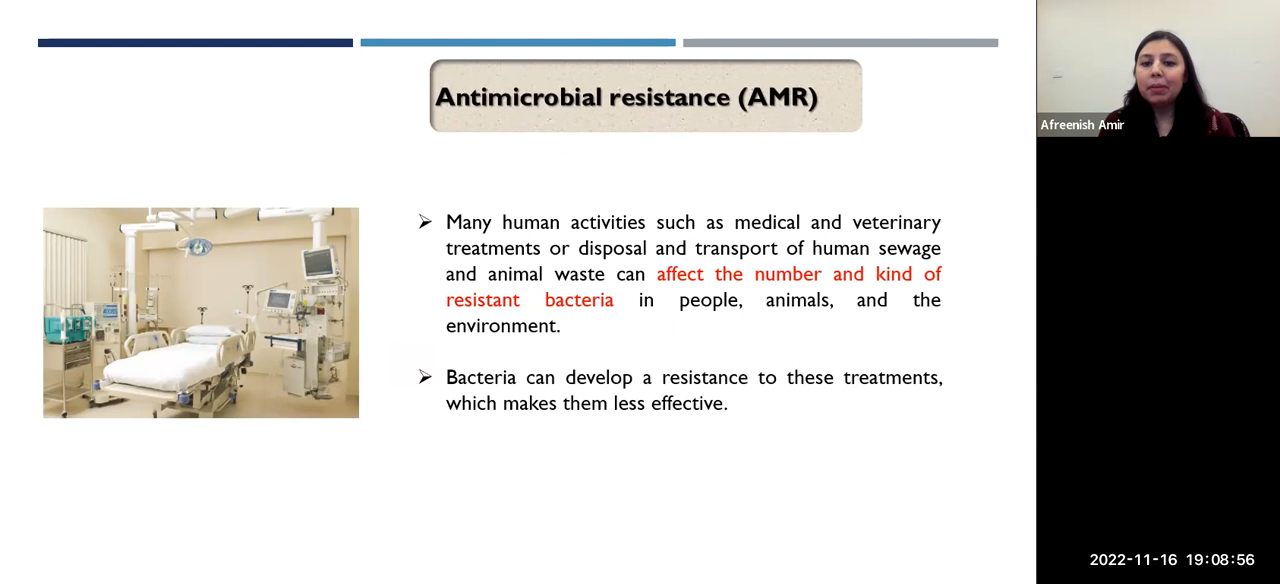 Antimicrobial resistance (AMR)
Afreenish Amir
➢ Many human activities such as medical and veterinary
treatments or disposal and transport of human sewage
and animal waste can affect the number and kind of
resistant bacteria in people, animals, and the
environment.
➢ Bacteria can develop a resistance to these treatments,
which makes them less effective.
2022-11-16 19:08:56